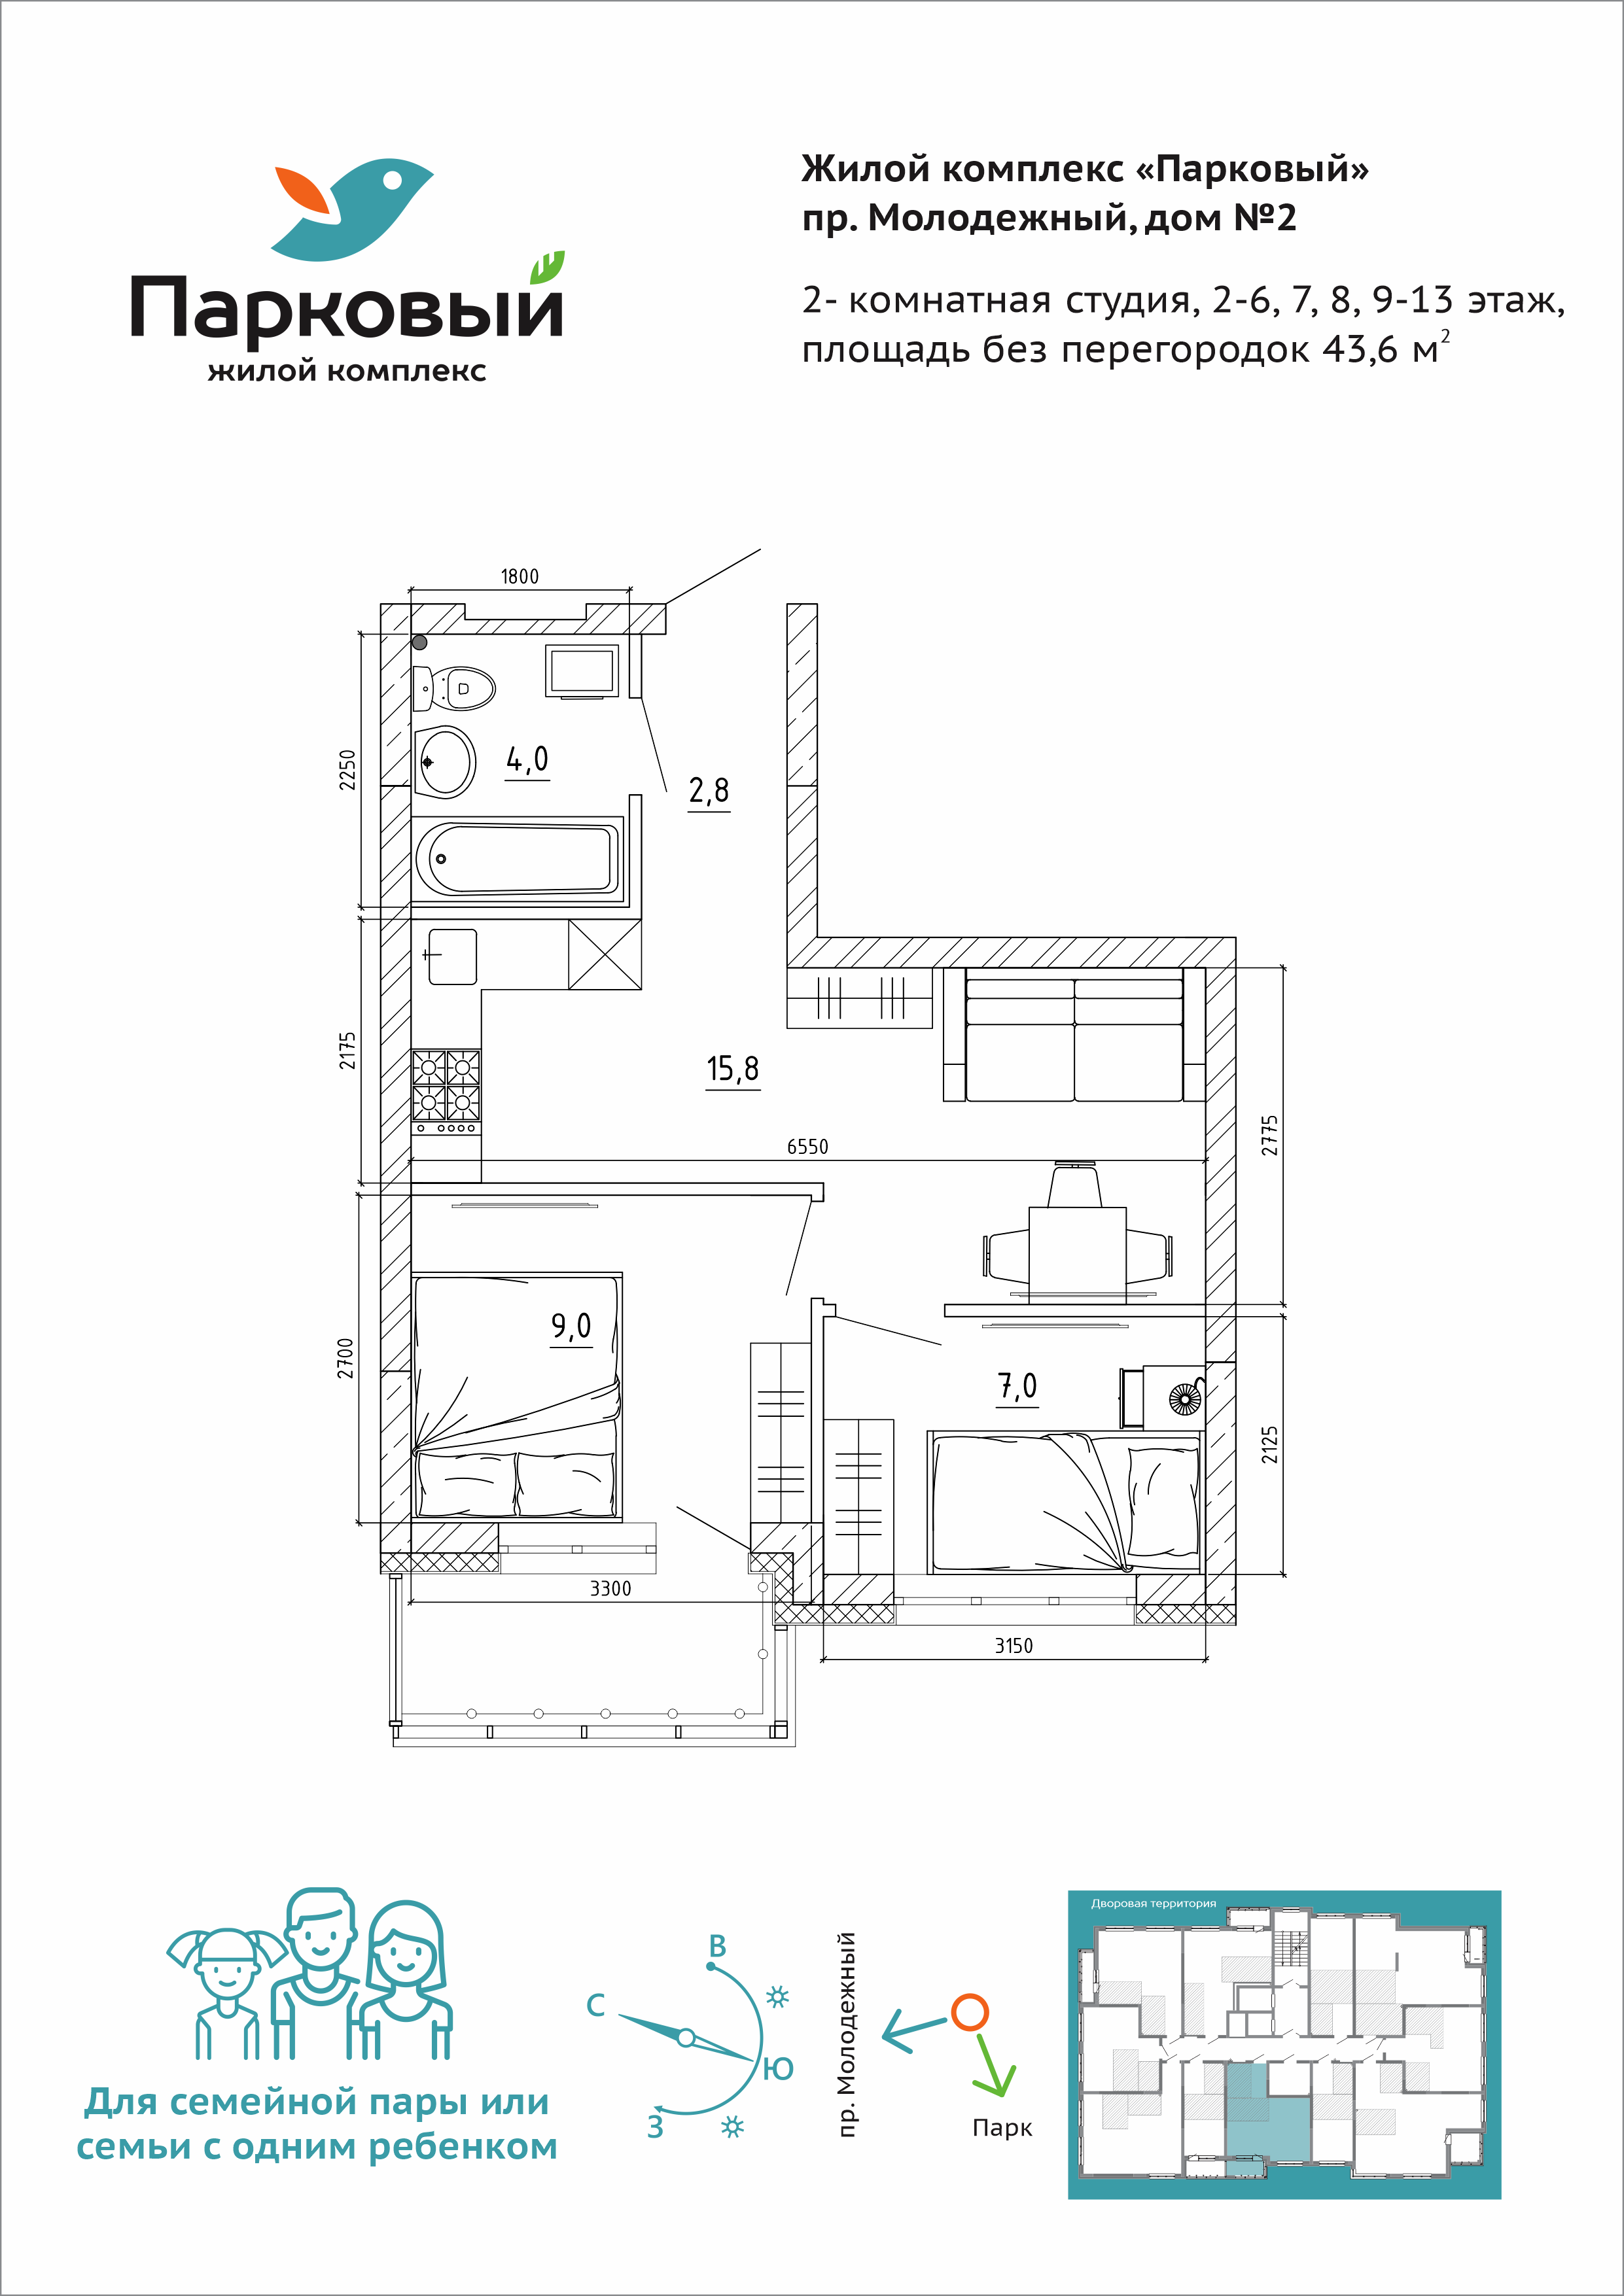 Парковый
жилой комплекс
Жилой комплекс «Парковый»
пр. Молодежный, дом №2
2- комнатная студия, 2-6, 7, 8, 9-13 этаж,
площадь без перегородок 43,6 м²
1800
2250
4,0
2,8
2175
15,8
6550
2775
2700
9,0
7,0
2125
3300
3150
Для семейной пары или
семьи с одним ребенком
В
С
Ю
З
пр. Молодежный
Парк
Дворовая территория